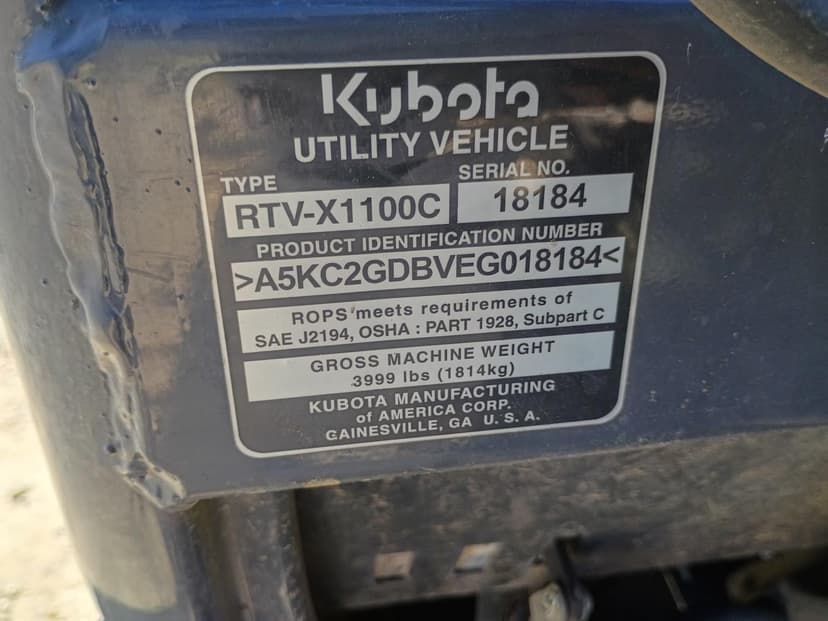 Kubota
UTILITY VEHICLE
TYPE SERIAL NO.
RTV-X1100C 18184
PRODUCT IDENTIFICATION NUMBER
>A5KC2GDBVEG018184<
ROPS meets requirements of
SAE J2194, OSHA : PART 1928, Subpart C
GROSS MACHINE WEIGHT
3999 lbs (1814kg)
KUBOTA MANUFACTURING
of AMERICA CORP.
GAINESVILLE, GA U. S. A.